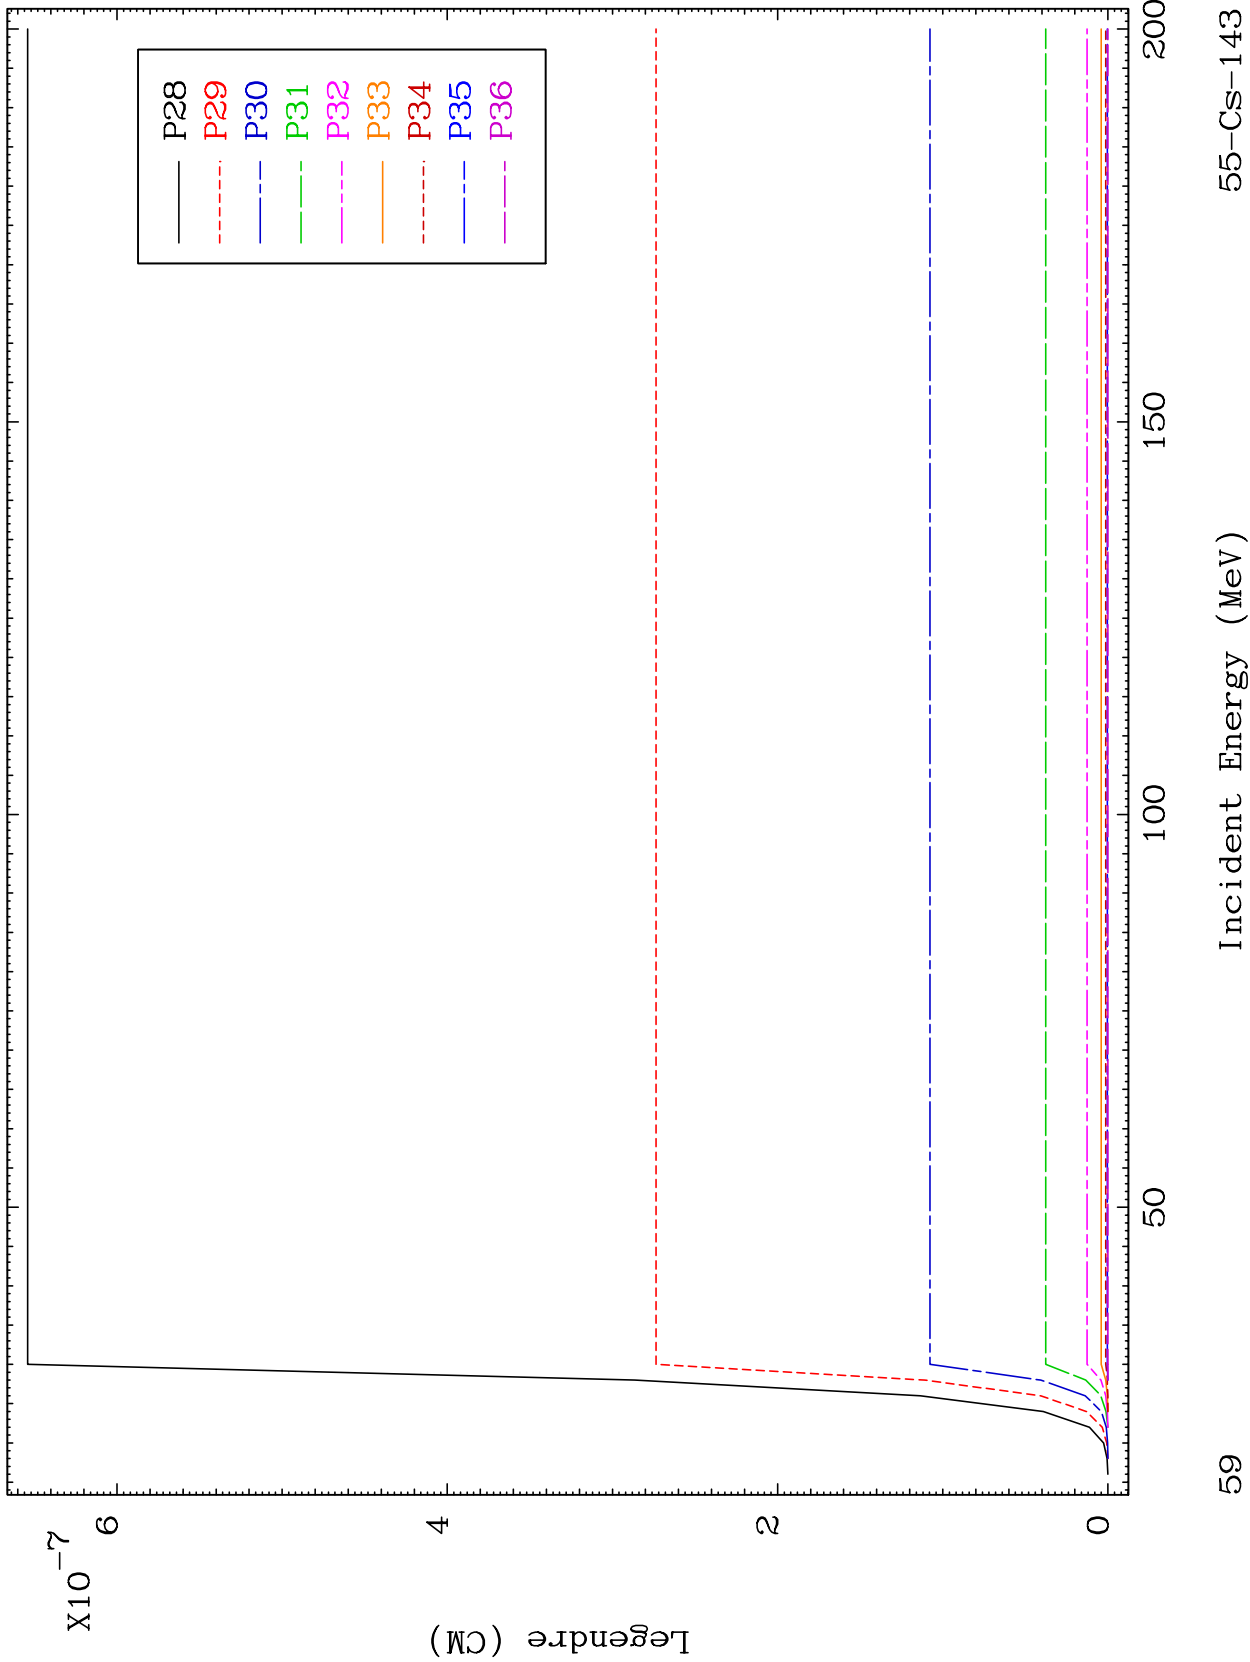 X10-7
Legendre (CM)
6
4
2
0
P28
P29
P30
P31
P32
P33
P34
P35
P36
50
100
150
200
59
Incident Energy (MeV)
55-Cs-143